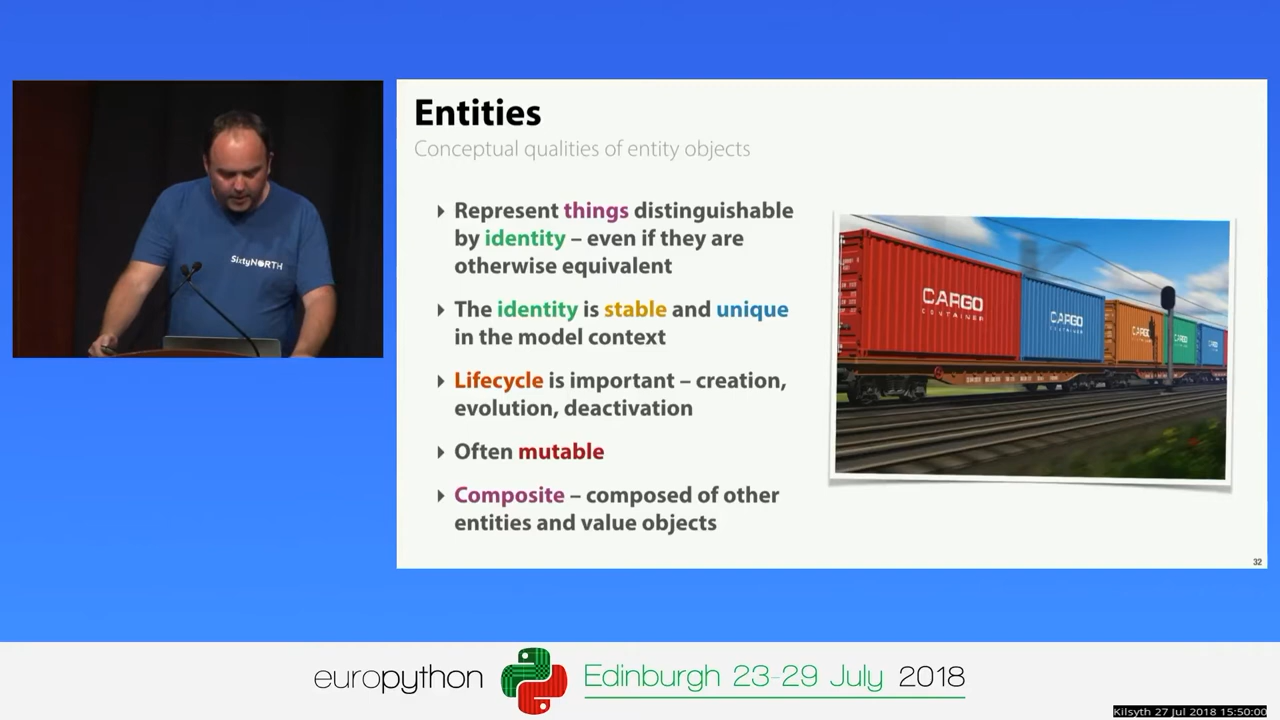 Entities
Conceptual qualities of entity objects
Represent things distinguishable
by identity – even if they are
otherwise equivalent
The identity is stable and unique
in the model context
Lifecycle is important – creation,
evolution, deactivation
Often mutable
Composite – composed of other
entities and value objects
CARGO
CONTAINER
CARGO
CONTAINER
CARGO
CARGO
32
SixtyNORTH
europython
Edinburgh 23-29 July 2018
Kilsyth 27 Jul 2018 15:50:00